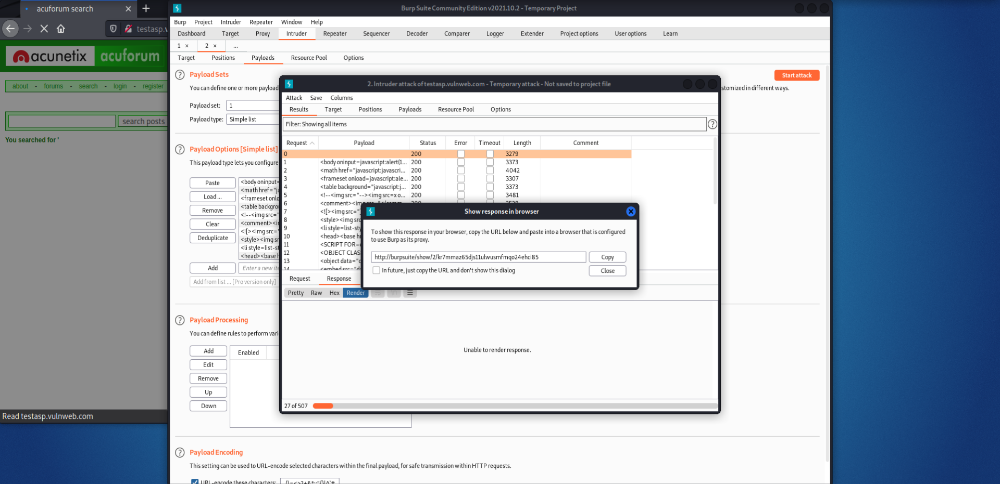 acuforum search
testasp.v
acunetix acuforum
about - forums - search - login - register
search posts
You searched for '
Read testasp.vulnweb.com
Burp Suite Community Edition v2021.10.2 - Temporary Project
Burp Project Intruder Repeater Window Help
Dashboard Target Proxy Intruder Repeater Sequencer Decoder Comparer Logger Extender Project options User options Learn
1 × 2 × ...
Target Positions Payloads Resource Pool Options
? Payload Sets
Start attack
You can define one or more payload
stomized in different ways.
Payload set: 1
Payload type: Simple list
? Payload Options [Simple list]
This payload type lets you configure
Paste
Load ...
Remove
Clear
Deduplicate
<body oninput=
<math href="ja
<frameset onlo
<table backgro
<!--<img src="
<comment><i
<![><img src=
<style><img sr
<li style=list-st
<head><base h
Add Enter a new ite
Add from list ... [Pro version only]
? Payload Processing
You can define rules to perform vari
Add
Edit
Remove
Up
Down
Enabled
? Payload Encoding
This setting can be used to URL-encode selected characters within the final payload, for safe transmission within HTTP requests.
URL-encode these characters:
2. Intruder attack of testasp.vulnweb.com - Temporary attack - Not saved to project file
Attack Save Columns
Results Target Positions Payloads Resource Pool Options
Filter: Showing all items ?
Request Payload Status Error Timeout Length Comment
0 200 3279
1 <body oninput=javascript:alert(1... 200 3373
2 <math href="javascript:javascri... 200 4042
3 <frameset onload=javascript:ale... 200 3307
4 <table background="javascript:j... 200 3373
5 <!--<img src="--><img src=x o... 200 3481
6 <comment><im
7 <![><img src="]
8 <style><img src
9 <li style=list-sty
10 <head><base h
11 <SCRIPT FOR=
12 <OBJECT CLAS
13 <object data="
14 <embed src="d
Show response in browser
To show this response in your browser, copy the URL below and paste into a browser that is configured
to use Burp as its proxy.
http://burpsuite/show/2/kr7mmaz65djs11ulwusmfmqo24ehci85 Copy
In future, just copy the URL and don't show this dialog Close
Request Response
Pretty Raw Hex Render
Unable to render response.
27 of 507